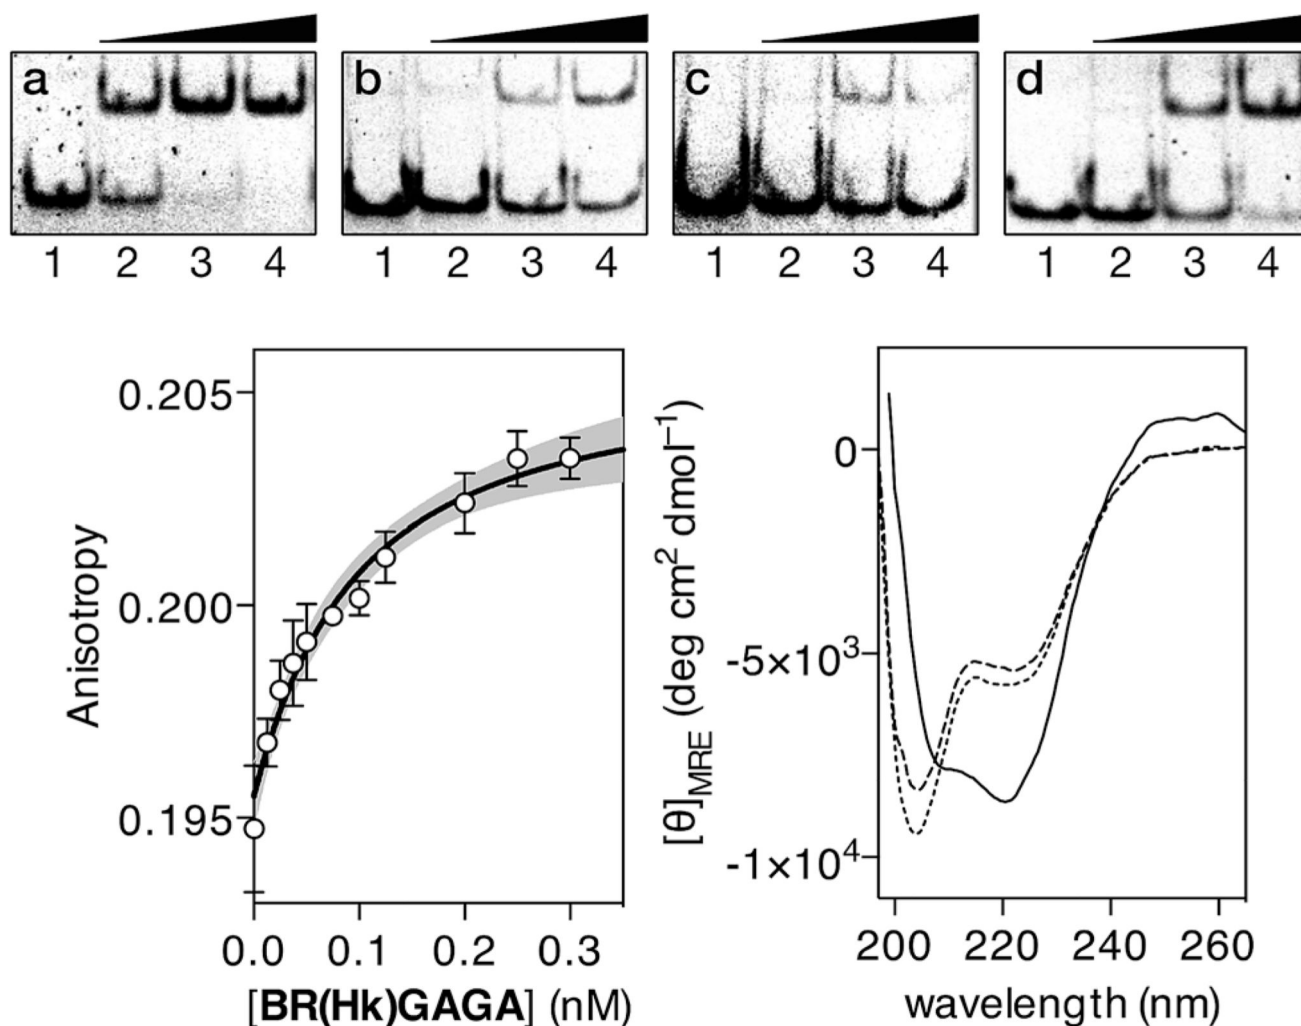 a b c d
1 2 3 4 1 2 3 4 1 2 3 4 1 2 3 4
Anisotropy
0.205
0.200
0.195
0.0 0.1 0.2 0.3
[BR(Hk)GAGA] (nM)
[θ]MRE (deg cm² dmol⁻¹)
0
-5×10³
-1×10⁴
200 220 240 260
wavelength (nm)